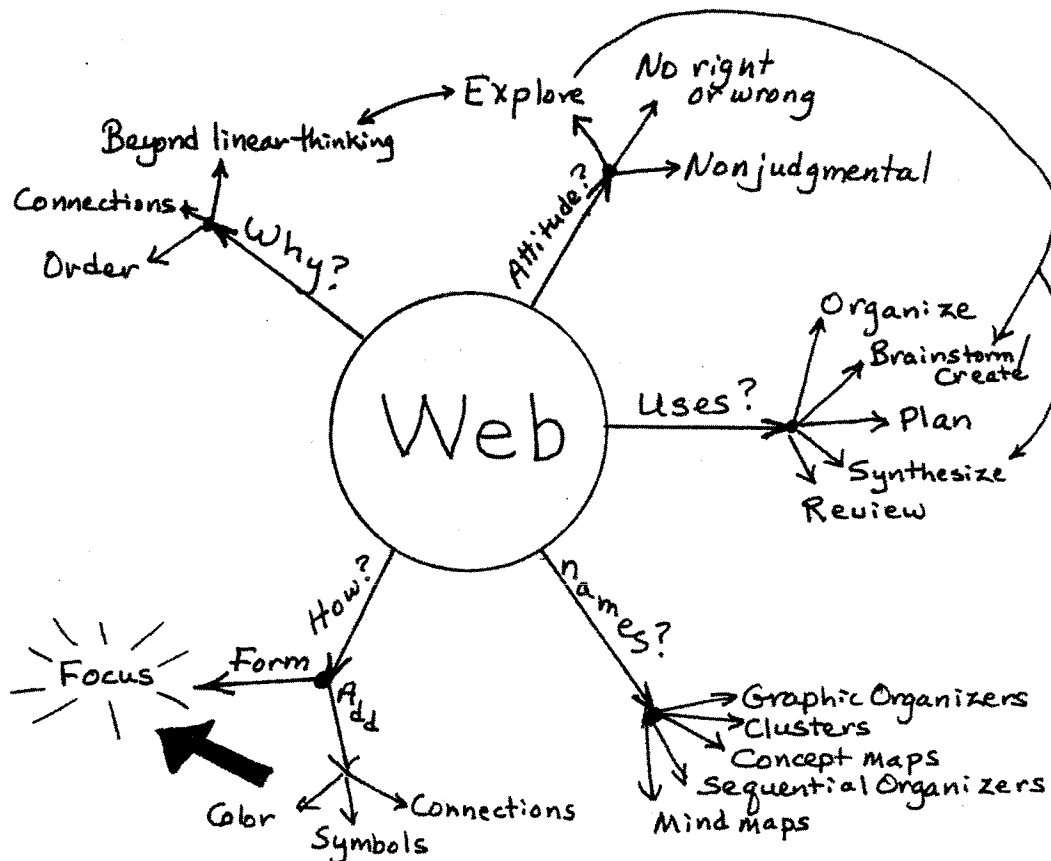 No right
or wrong
Explore
Beyond linear thinking
Nonjudgmental
Attitude?
Connections
Why?
Order
Organize
Brainstorm/
Create
Uses?
Plan
Web
Synthesize
Review
How?
names?
Form
Focus
Add
Graphic Organizers
Clusters
Concept maps
Sequential Organizers
Mind maps
Color
Connections
Symbols